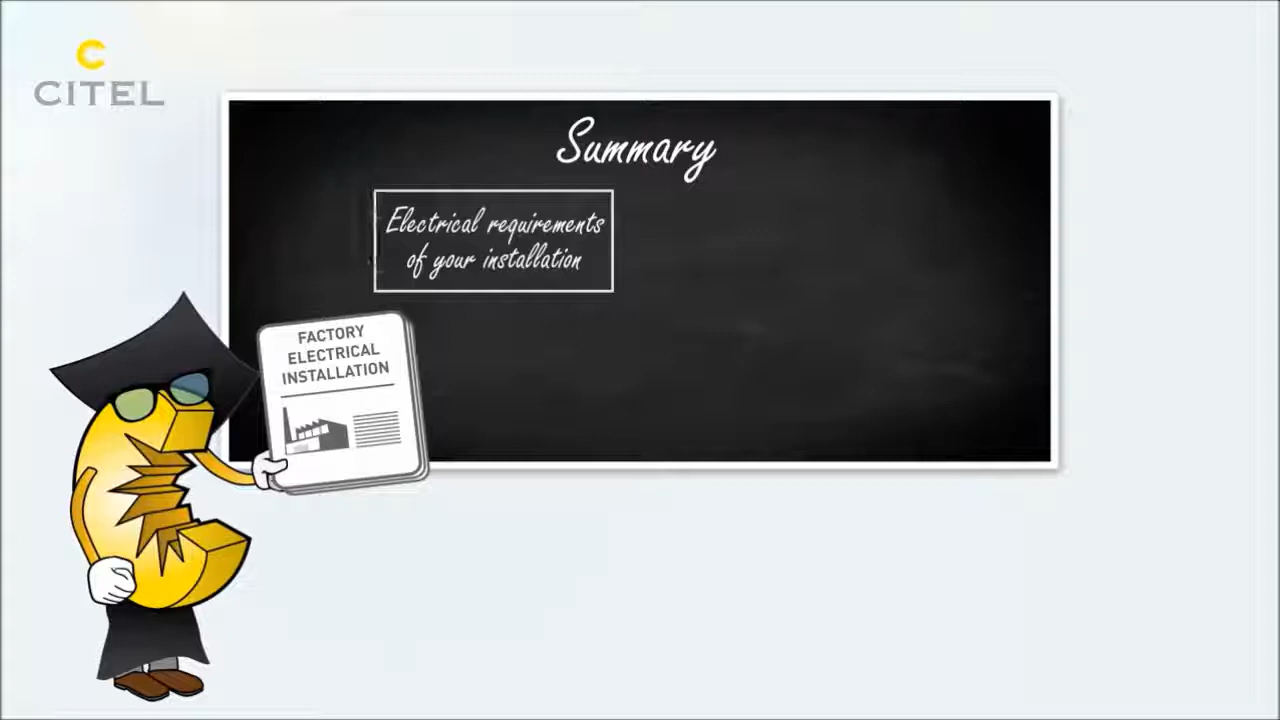 C
CITEL
Summary
Electrical requirements
of your installation
FACTORY
ELECTRICAL
INSTALLATION